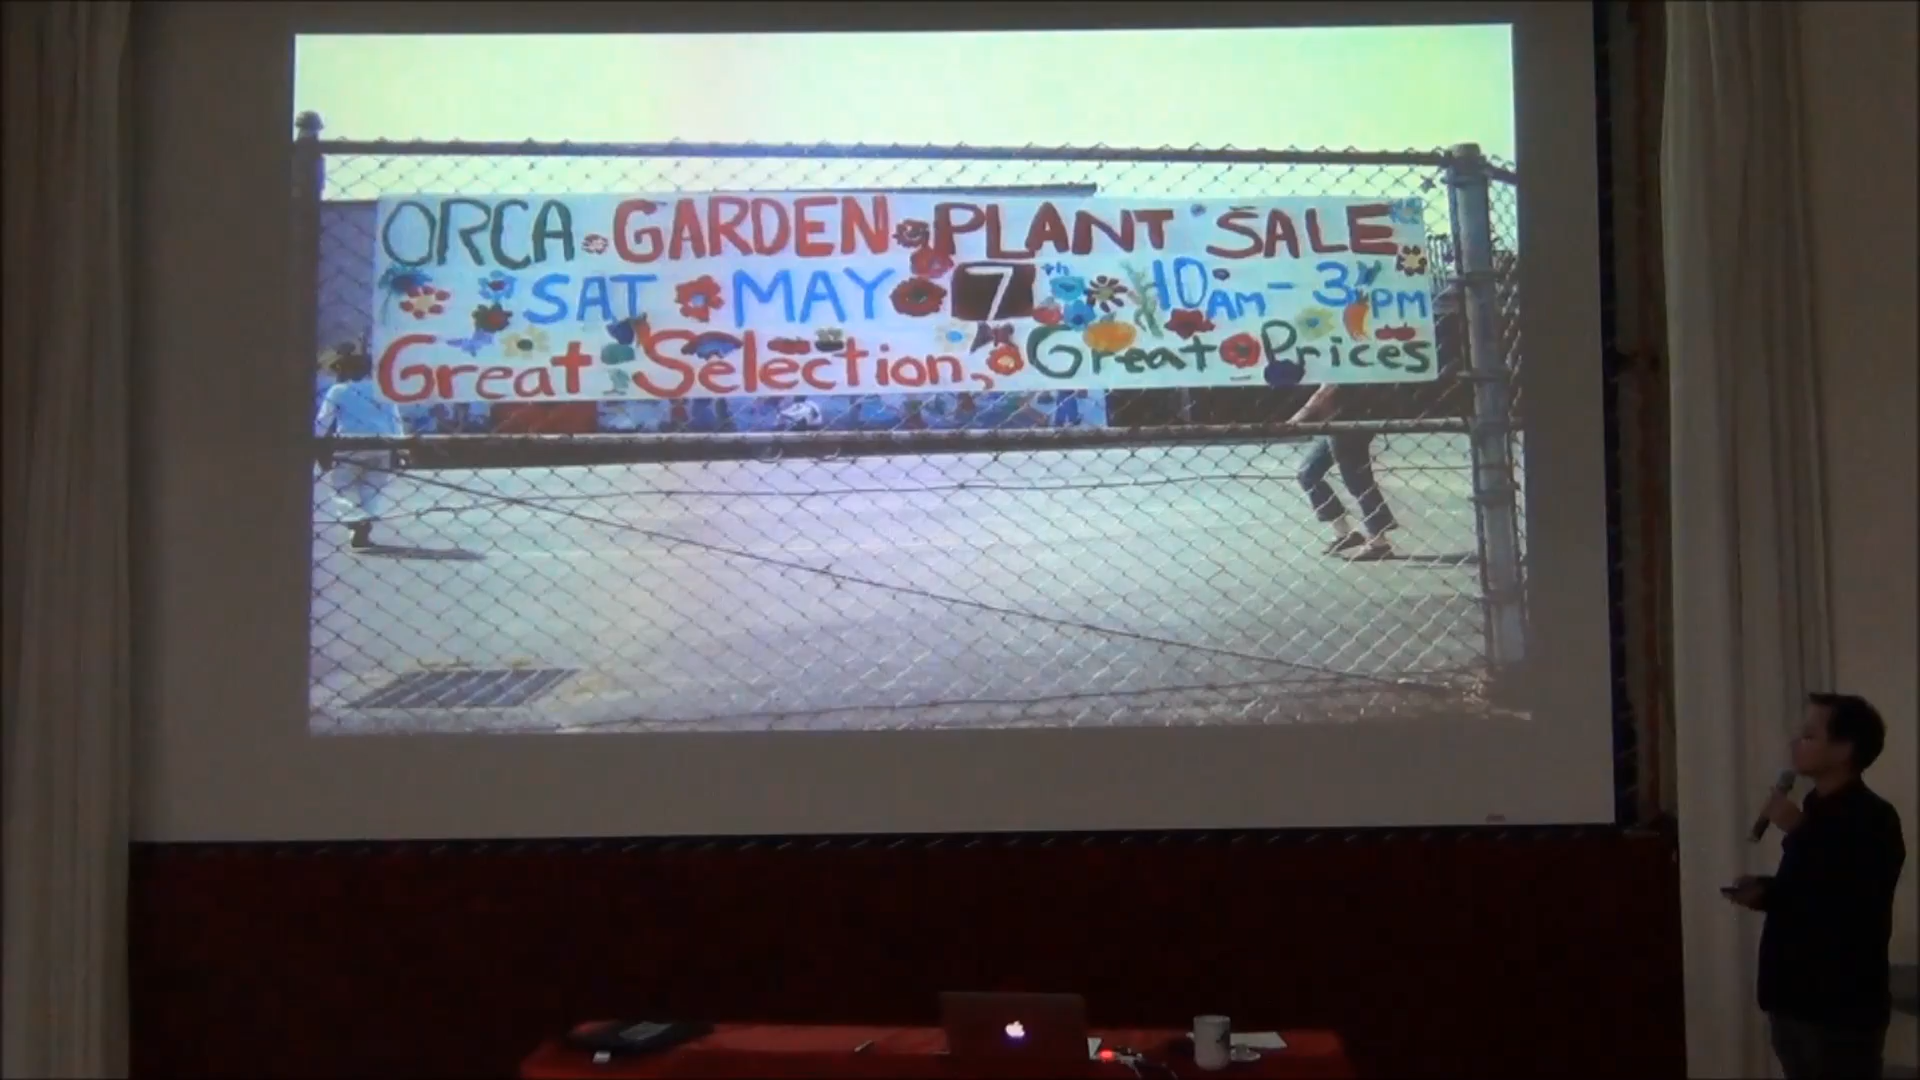 ORCA GARDEN PLANT SALE
SAT MAY 7th 10AM - 3PM
Great Selection, Great Prices